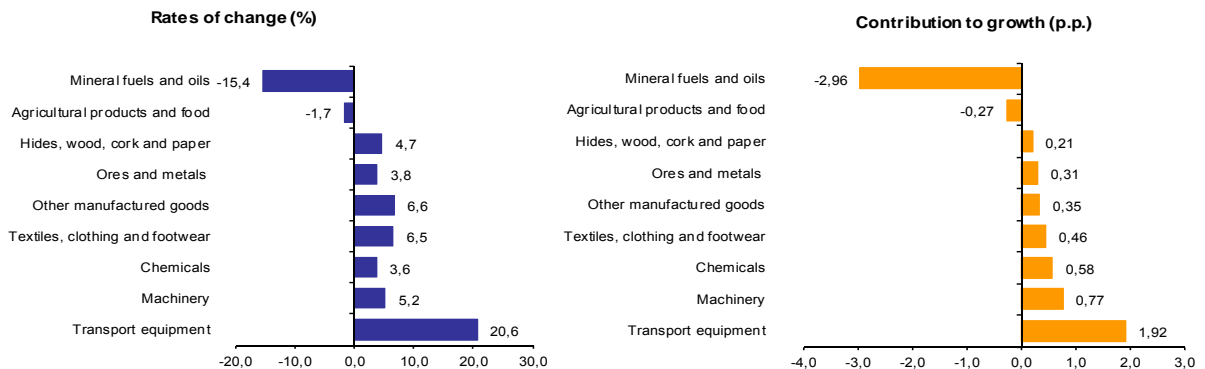 Rates of change (%)
Mineral fuels and oils -15,4
Agricultural products and food -1,7
Hides, wood, cork and paper 4,7
Ores and metals 3,8
Other manufactured goods 6,6
Textiles, clothing and footwear 6,5
Chemicals 3,6
Machinery 5,2
Transport equipment 20,6
-20,0 -10,0 0,0 10,0 20,0 30,0
Contribution to growth (p.p.)
Mineral fuels and oils -2,96
Agricultural products and food -0,27
Hides, wood, cork and paper 0,21
Ores and metals 0,31
Other manufactured goods 0,35
Textiles, clothing and footwear 0,46
Chemicals 0,58
Machinery 0,77
Transport equipment 1,92
-4,0 -3,0 -2,0 -1,0 0,0 1,0 2,0 3,0